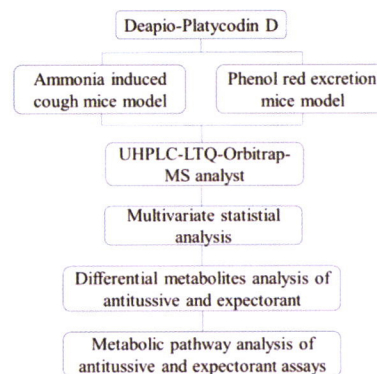 Deapio-Platycodin D
Ammonia induced
cough mice model
Phenol red excretion
mice model
UHPLC-LTQ-Orbitrap-
MS analyst
Multivariate statistial
analysis
Differential metabolites analysis of
antitussive and expectorant
Metabolic pathway analysis of
antitussive and expectorant assays